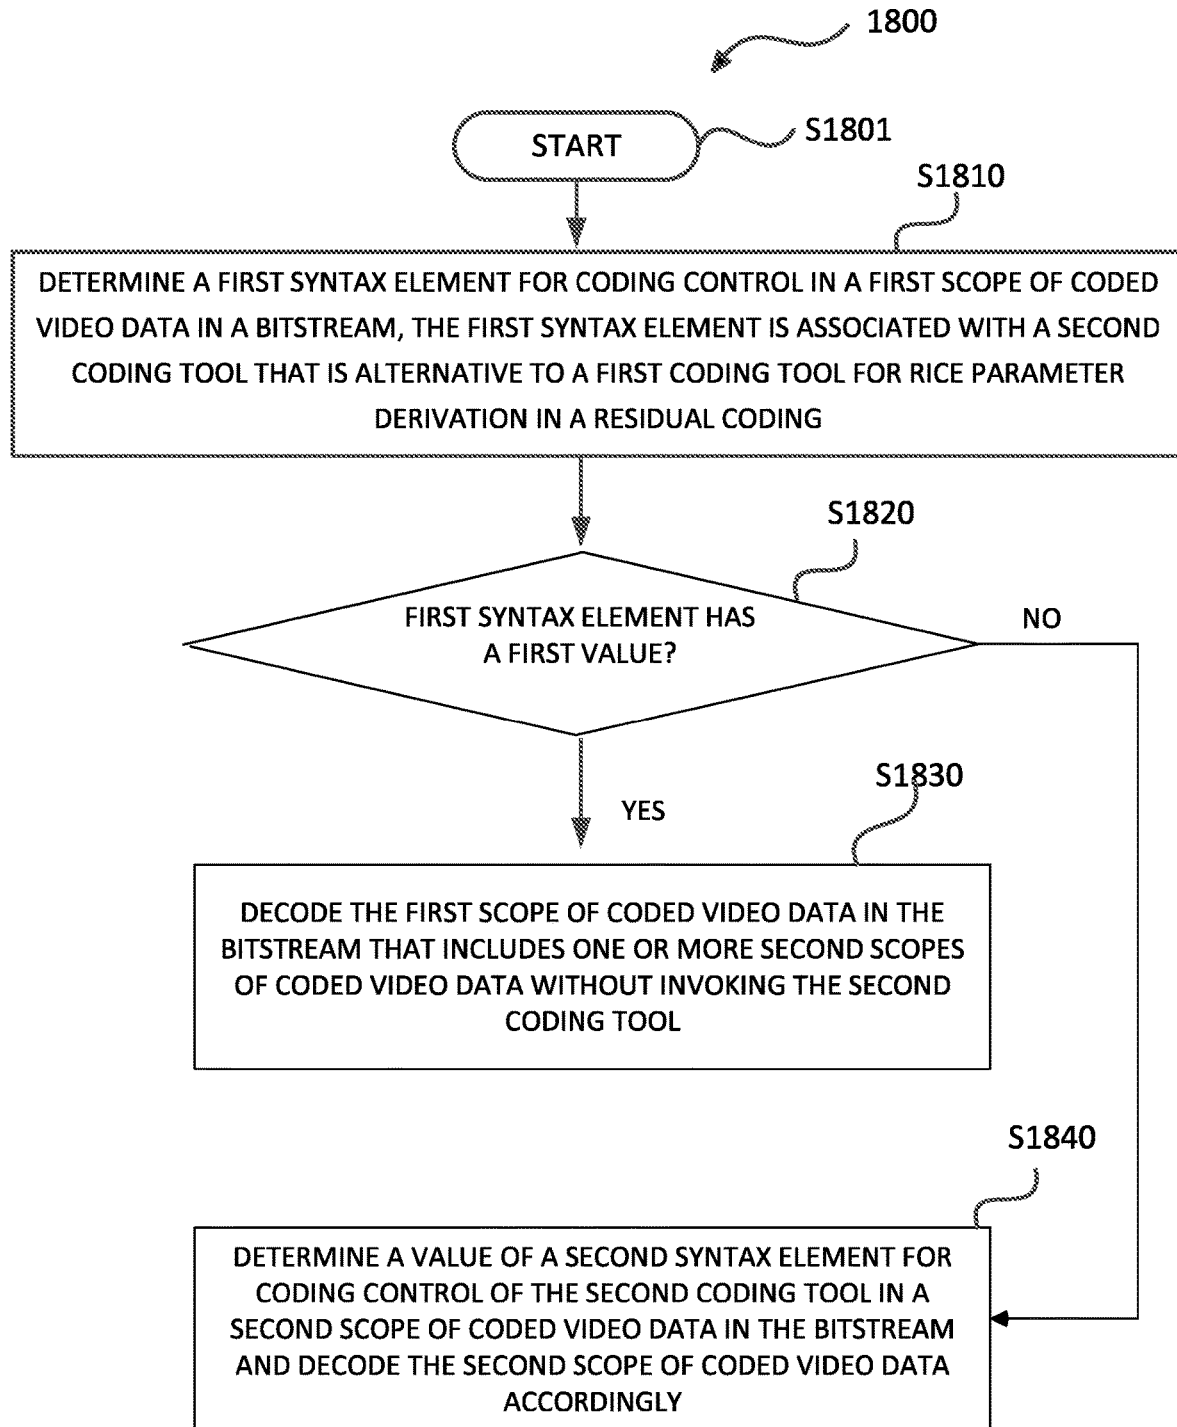 1800
START
S1801
S1810
DETERMINE A FIRST SYNTAX ELEMENT FOR CODING CONTROL IN A FIRST SCOPE OF CODED
VIDEO DATA IN A BITSTREAM, THE FIRST SYNTAX ELEMENT IS ASSOCIATED WITH A SECOND
CODING TOOL THAT IS ALTERNATIVE TO A FIRST CODING TOOL FOR RICE PARAMETER
DERIVATION IN A RESIDUAL CODING
S1820
FIRST SYNTAX ELEMENT HAS
A FIRST VALUE?
NO
YES
S1830
DECODE THE FIRST SCOPE OF CODED VIDEO DATA IN THE
BITSTREAM THAT INCLUDES ONE OR MORE SECOND SCOPES
OF CODED VIDEO DATA WITHOUT INVOKING THE SECOND
CODING TOOL
S1840
DETERMINE A VALUE OF A SECOND SYNTAX ELEMENT FOR
CODING CONTROL OF THE SECOND CODING TOOL IN A
SECOND SCOPE OF CODED VIDEO DATA IN THE BITSTREAM
AND DECODE THE SECOND SCOPE OF CODED VIDEO DATA
ACCORDINGLY